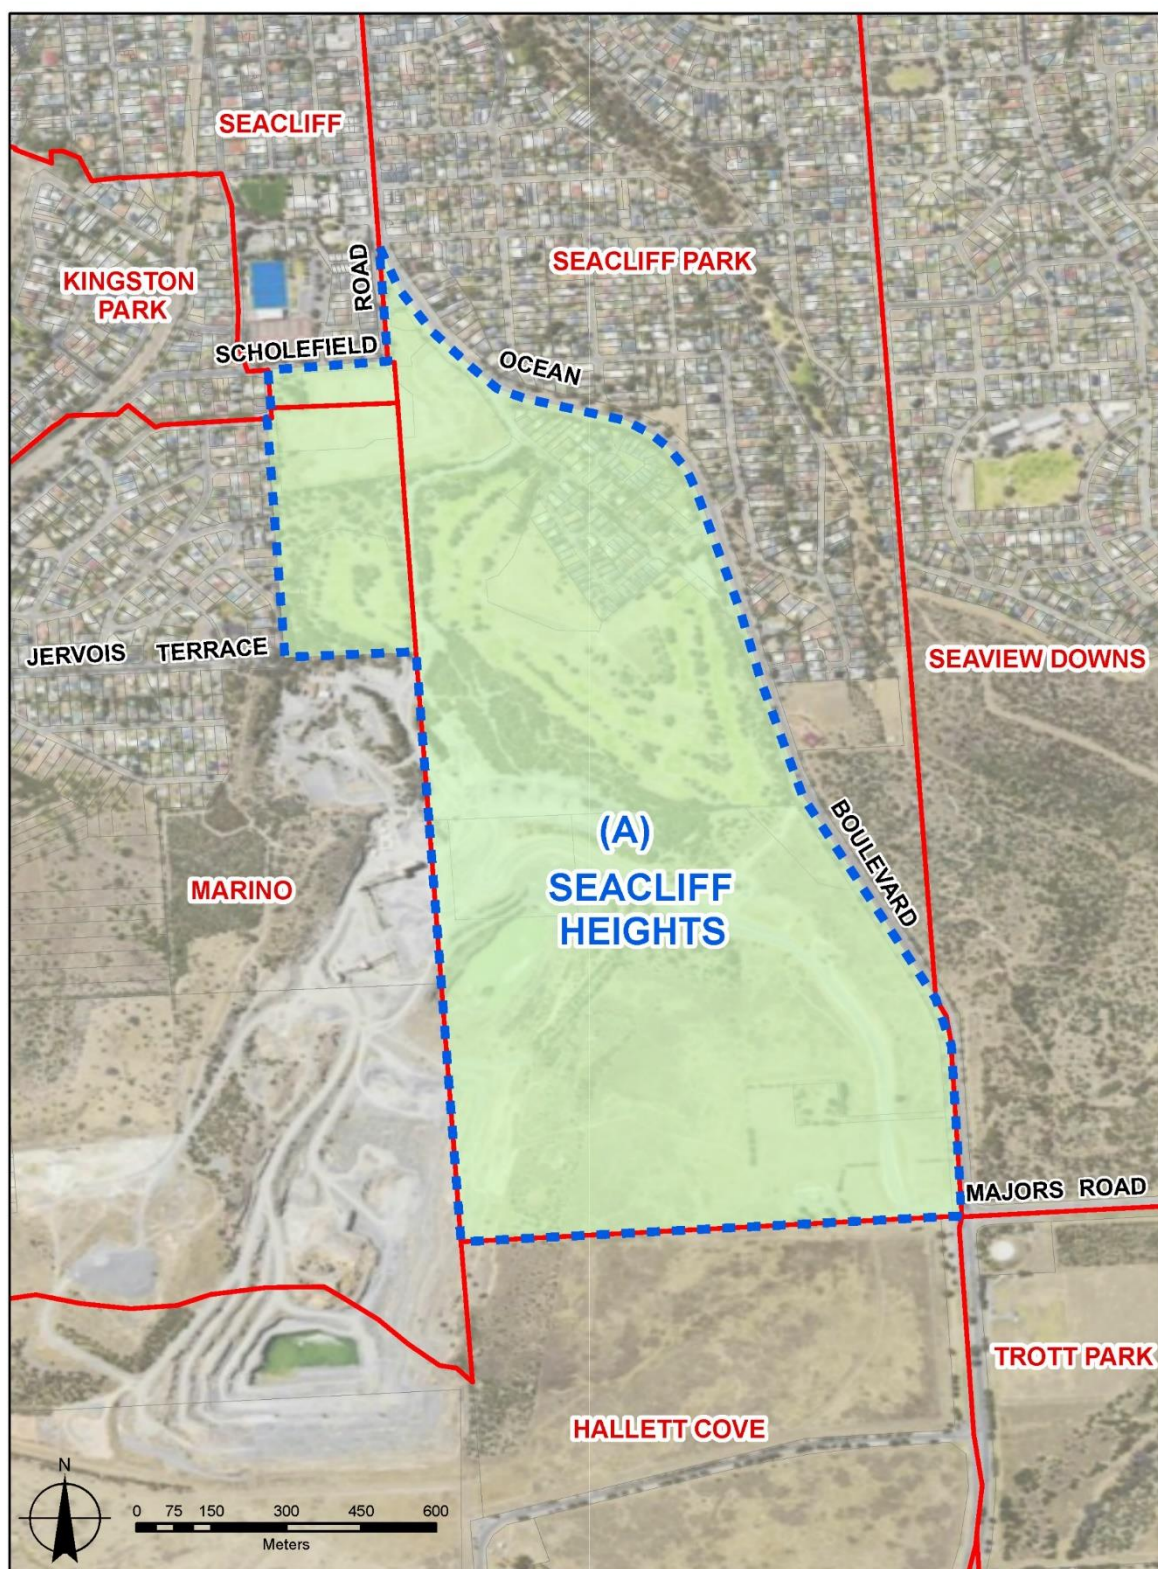 SEACLIFF
SEACLIFF PARK
KINGSTON
PARK
ROAD
SCHOLEFIELD
OCEAN
JERVOIS TERRACE
SEAVIEW DOWNS
(A)
SEACLIFF
HEIGHTS
BOULEVARD
MARINO
MAJORS ROAD
TROTT PARK
HALLETT COVE
N
0 75 150 300 450 600
Meters